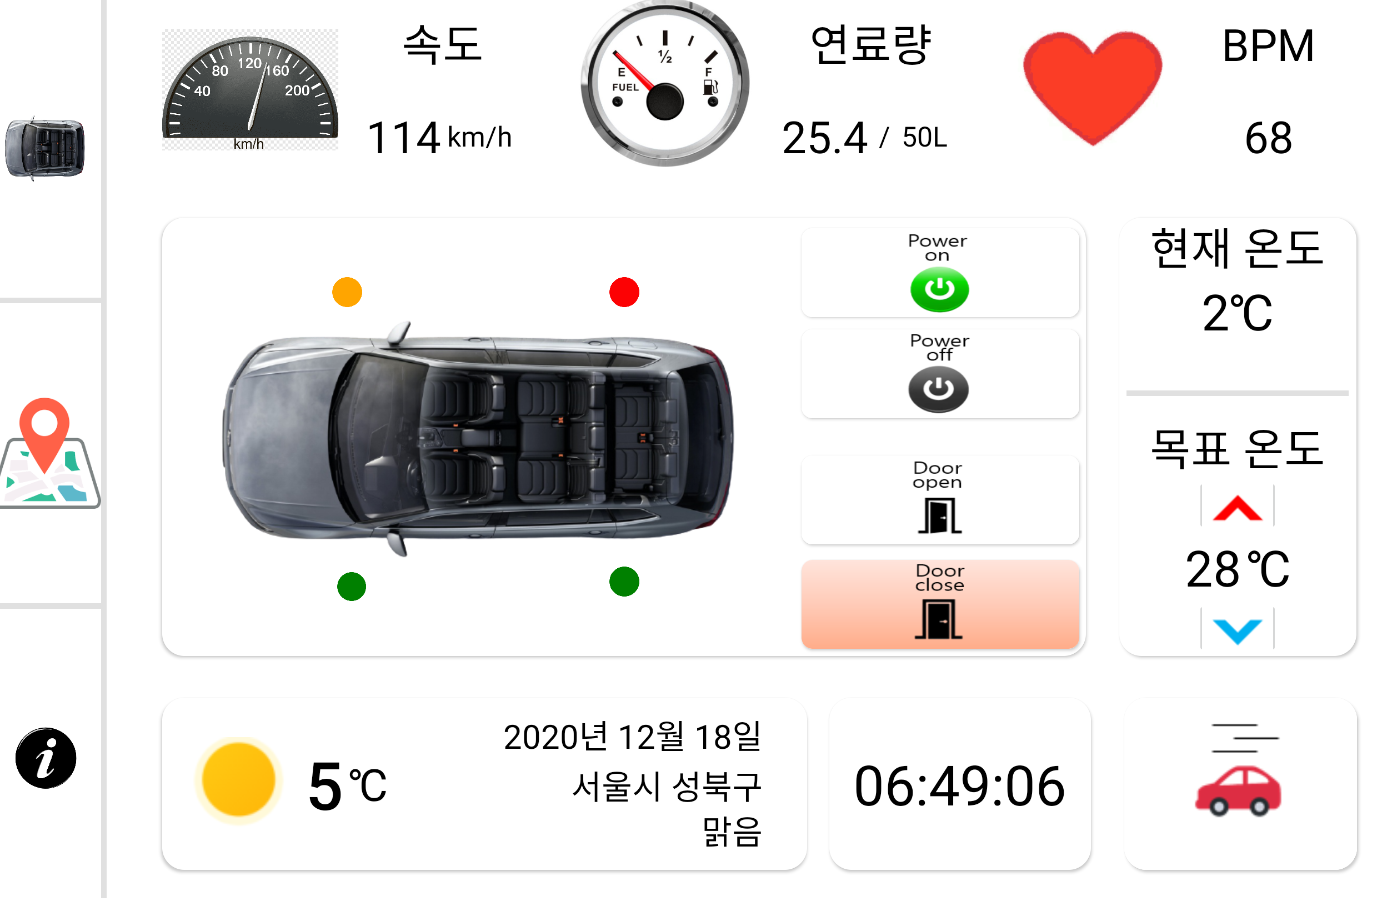 40
80
120
160
200
km/h
속도
114 km/h
½
E
F
FUEL
연료량
25.4 / 50L
BPM
68
Power
on
Power
off
Door
open
Door
close
현재 온도
2℃
목표 온도
28℃
i
5℃
2020년 12월 18일
서울시 성북구
맑음
06:49:06